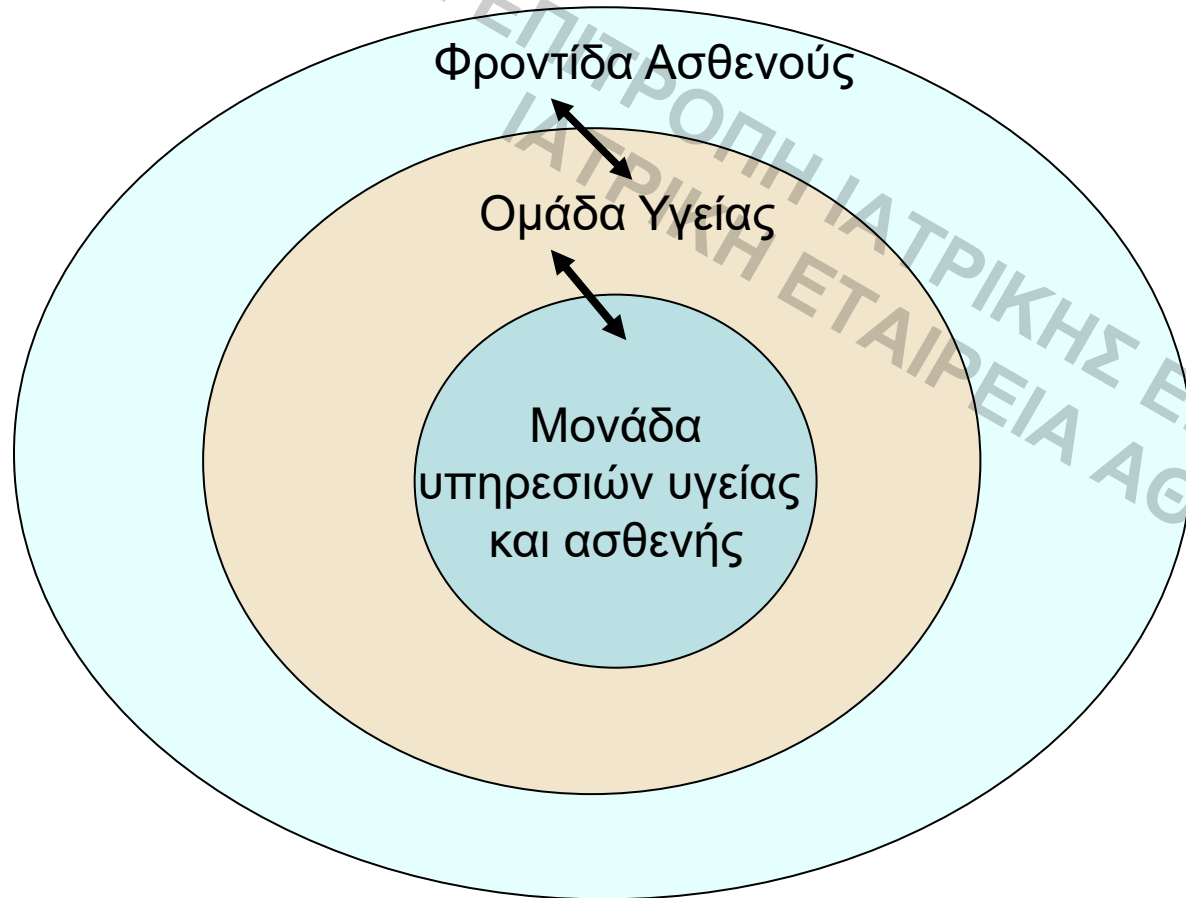 Φροντίδα Ασθενούς
Ομάδα Υγείας
Μονάδα
υπηρεσιών υγείας
και ασθενής
ΕΠΙΤΡΟΠΗ ΙΑΤΡΙΚΗΣ
ΙΑΤΡΙΚΗ ΕΤΑΙΡΕΙΑ